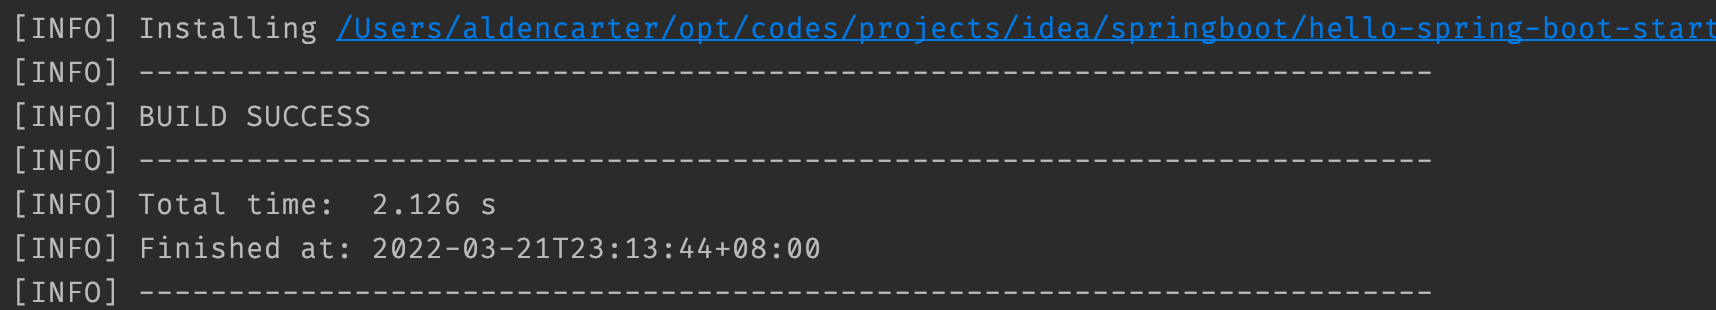 [INFO] Installing /Users/aldencarter/opt/codes/projects/idea/springboot/hello-spring-boot-start
[INFO] ------------------------------------------------------------------------
[INFO] BUILD SUCCESS
[INFO] ------------------------------------------------------------------------
[INFO] Total time:  2.126 s
[INFO] Finished at: 2022-03-21T23:13:44+08:00
[INFO] ------------------------------------------------------------------------